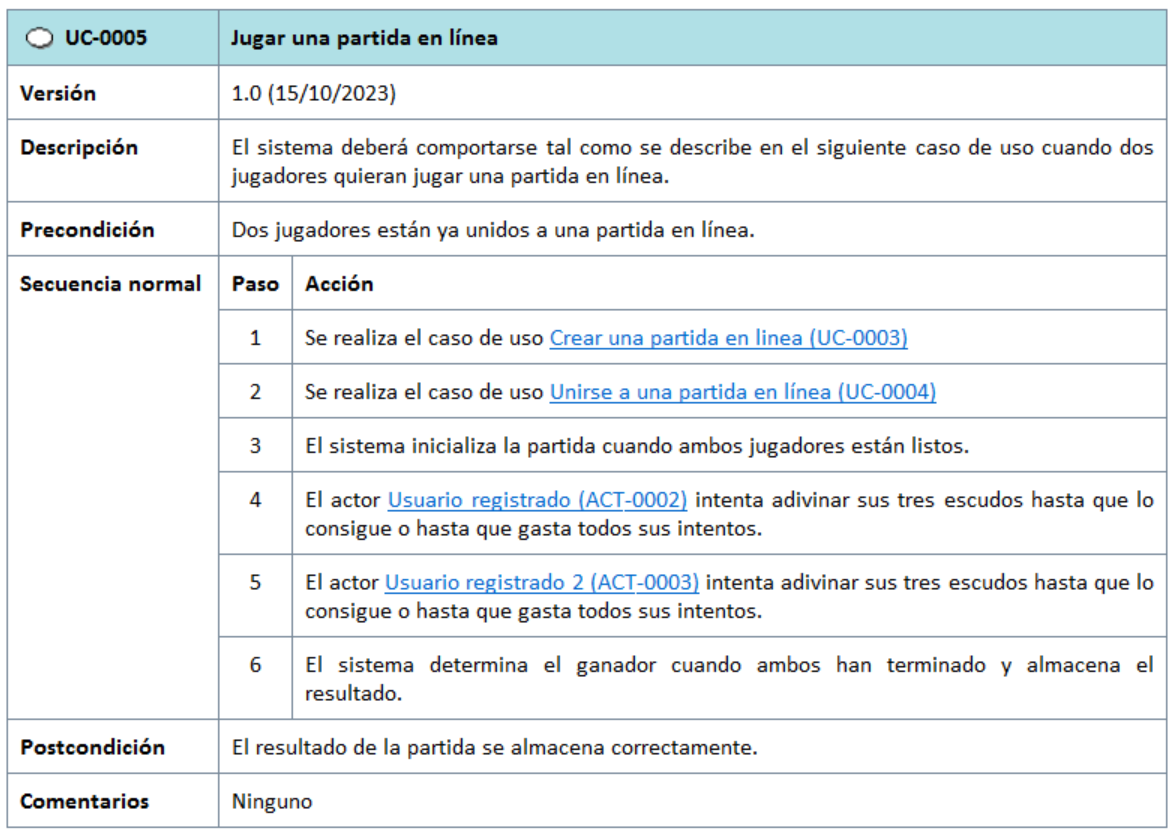 UC-0005 Jugar una partida en línea
Versión 1.0 (15/10/2023)
Descripción El sistema deberá comportarse tal como se describe en el siguiente caso de uso cuando dos
jugadores quieran jugar una partida en línea.
Precondición Dos jugadores están ya unidos a una partida en línea.
Secuencia normal Paso Acción
1 Se realiza el caso de uso Crear una partida en linea (UC-0003)
2 Se realiza el caso de uso Unirse a una partida en línea (UC-0004)
3 El sistema inicializa la partida cuando ambos jugadores están listos.
4 El actor Usuario registrado (ACT-0002) intenta adivinar sus tres escudos hasta que lo
consigue o hasta que gasta todos sus intentos.
5 El actor Usuario registrado 2 (ACT-0003) intenta adivinar sus tres escudos hasta que lo
consigue o hasta que gasta todos sus intentos.
6 El sistema determina el ganador cuando ambos han terminado y almacena el
resultado.
Postcondición El resultado de la partida se almacena correctamente.
Comentarios Ninguno